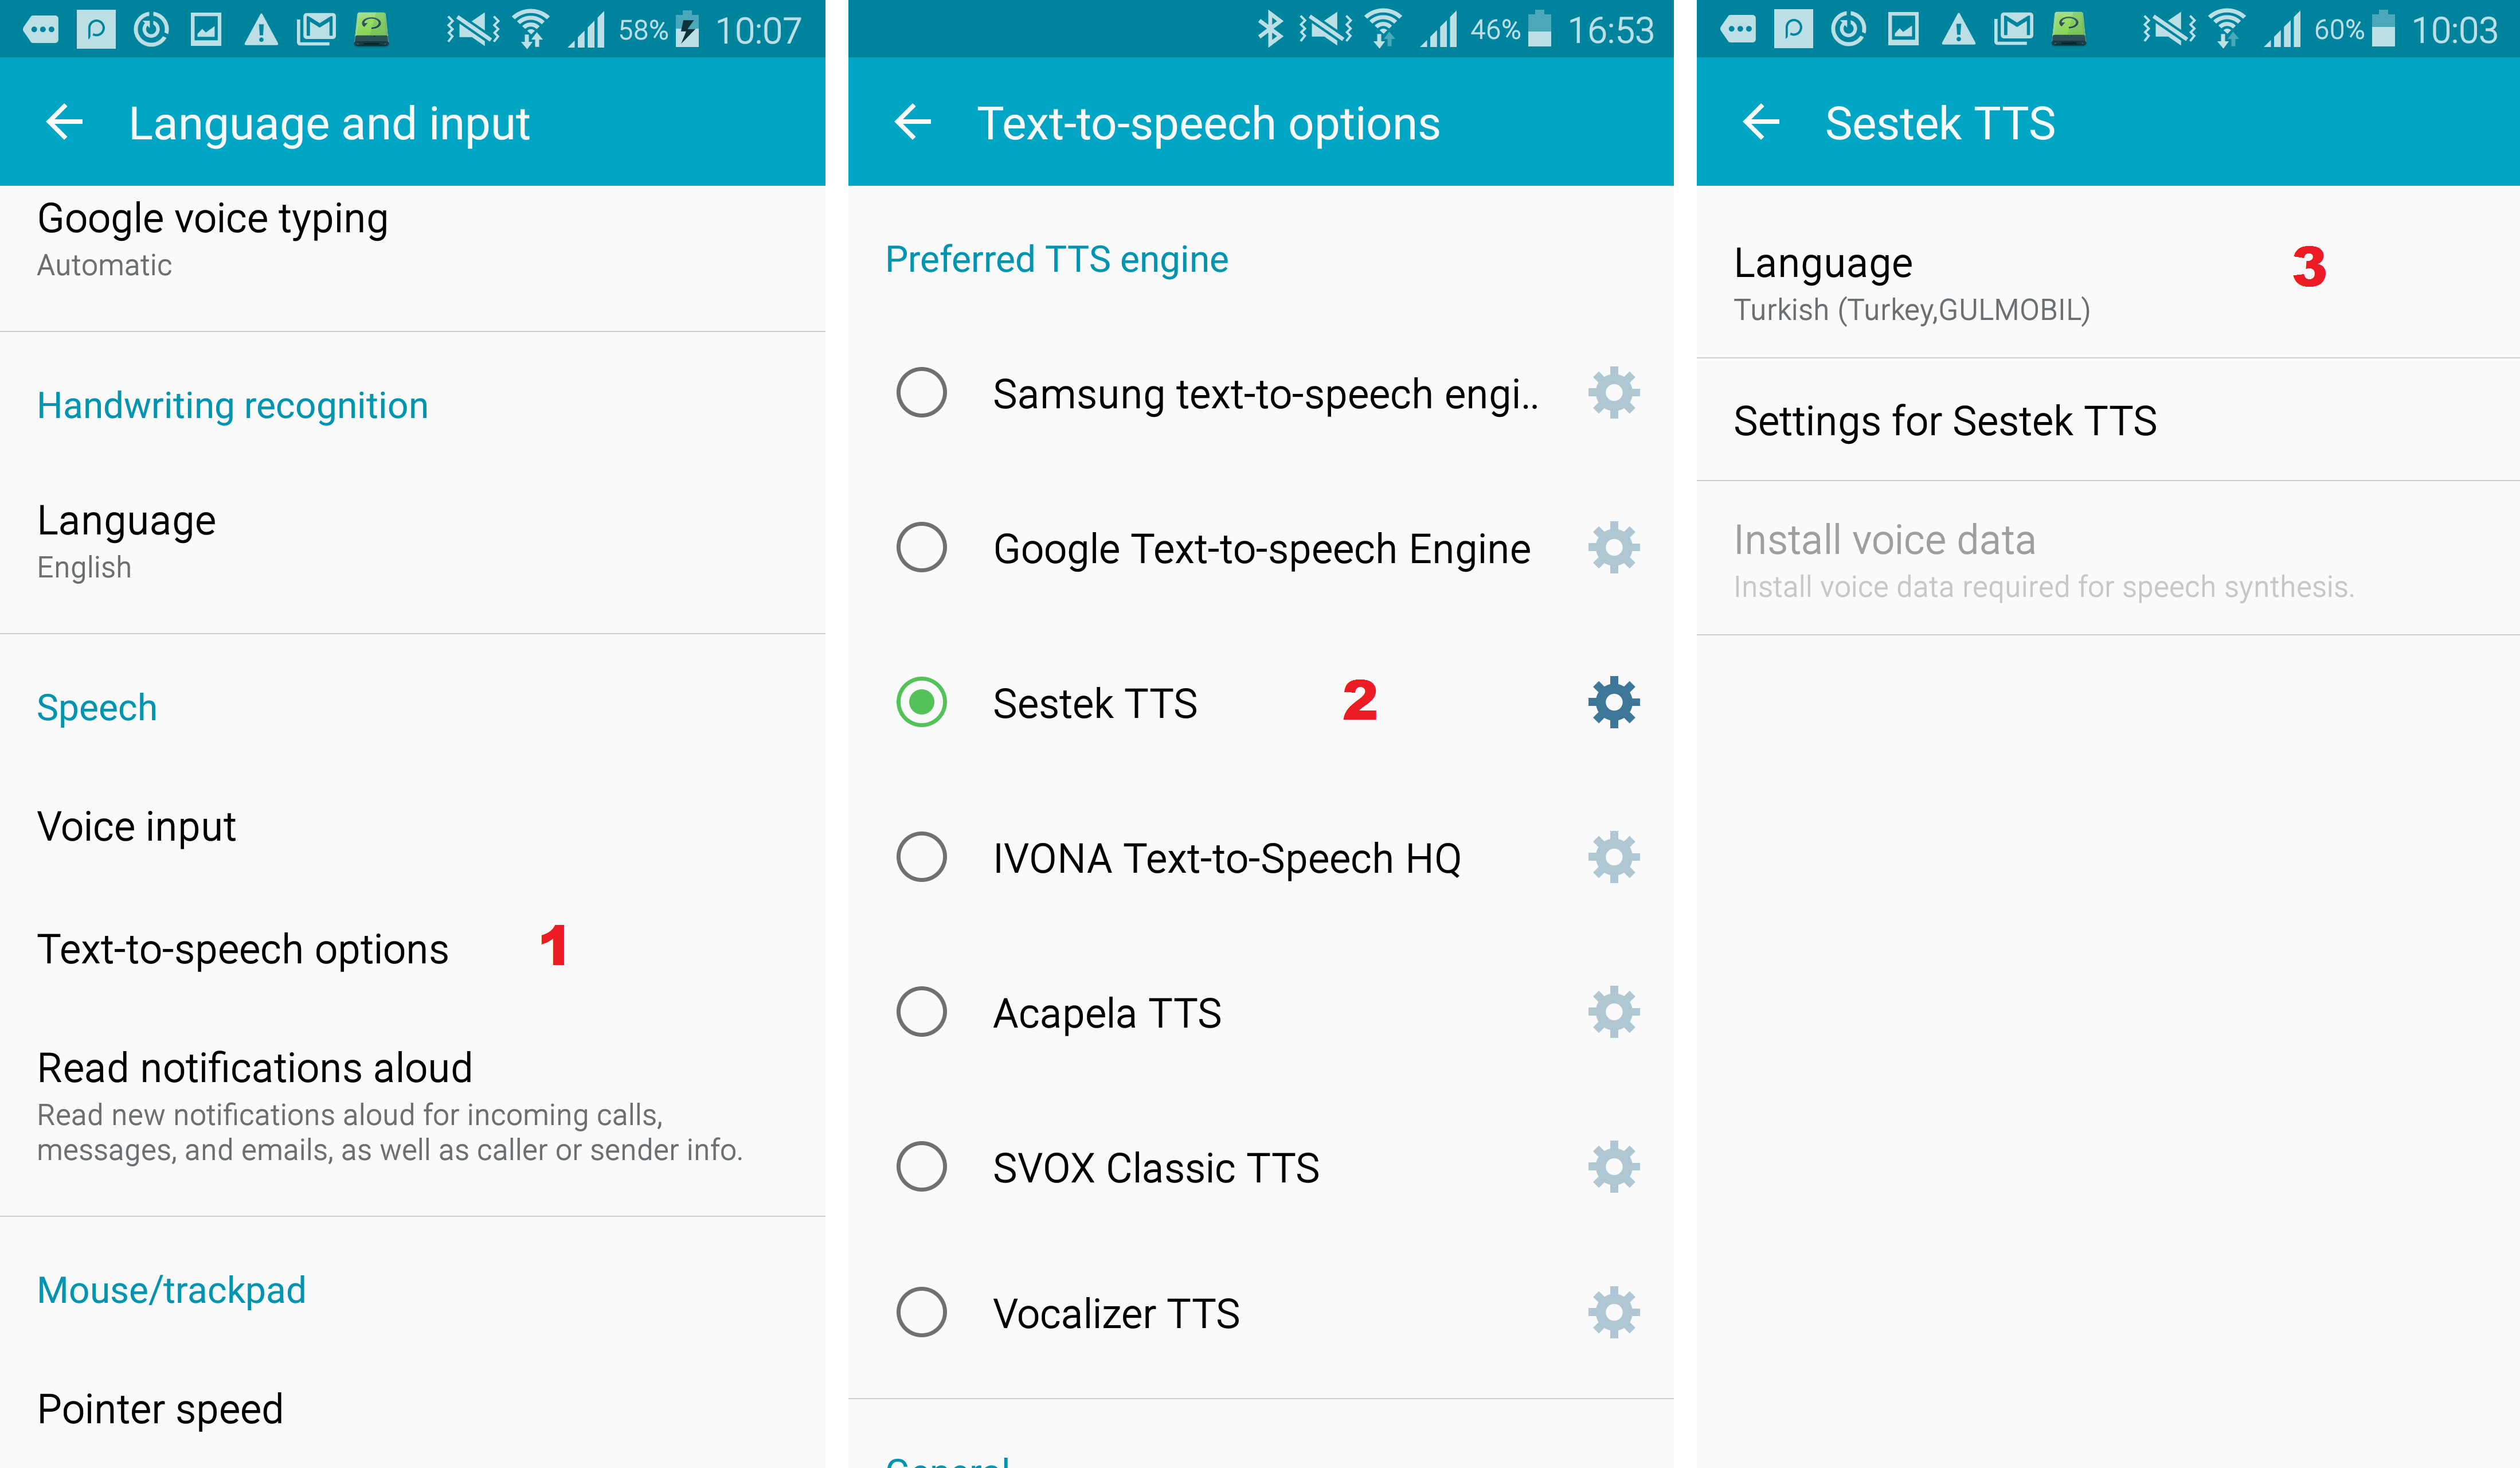 58% 10:07
Language and input
Google voice typing
Automatic
Handwriting recognition
Language
English
Speech
Voice input
Text-to-speech options 1
Read notifications aloud
Read new notifications aloud for incoming calls,
messages, and emails, as well as caller or sender info.
Mouse/trackpad
Pointer speed
46% 16:53
Text-to-speech options
Preferred TTS engine
Samsung text-to-speech engi..
Google Text-to-speech Engine
Sestek TTS 2
IVONA Text-to-Speech HQ
Acapela TTS
SVOX Classic TTS
Vocalizer TTS
General
60% 10:03
Sestek TTS
Language 3
Turkish (Turkey,GULMOBIL)
Settings for Sestek TTS
Install voice data
Install voice data required for speech synthesis.